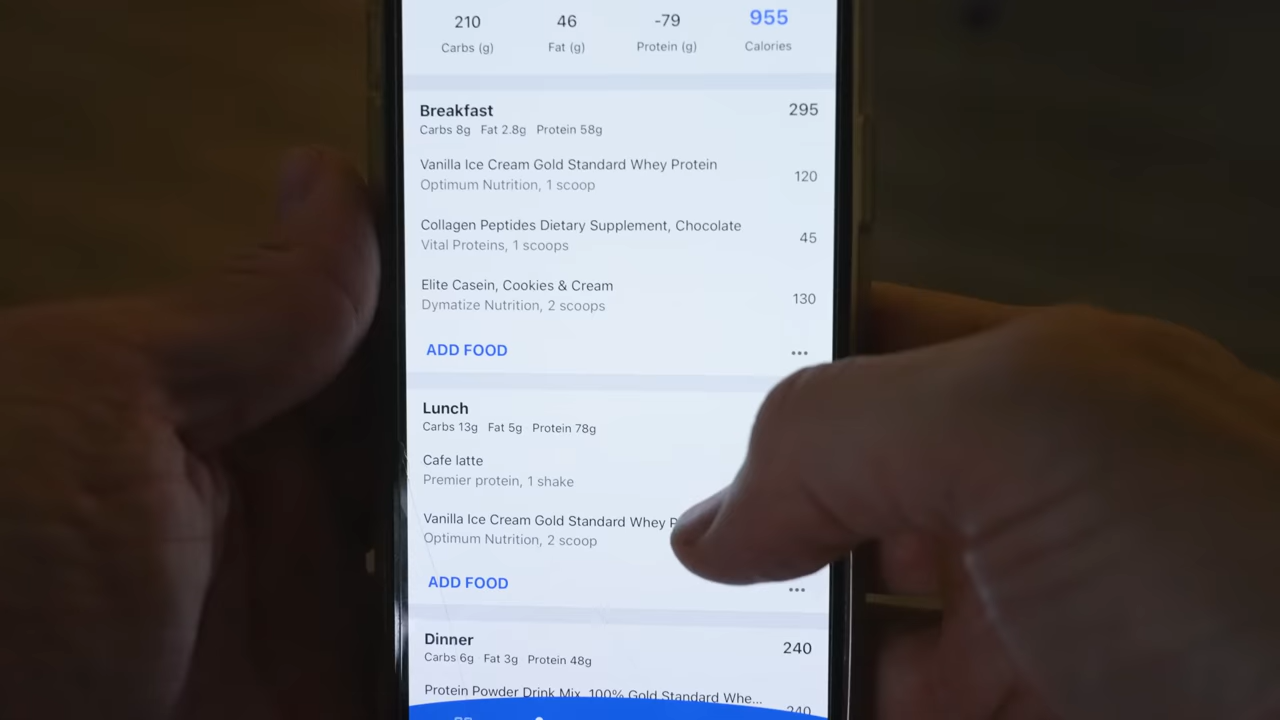 210 46 -79 955
Carbs (g) Fat (g) Protein (g) Calories
Breakfast 295
Carbs 8g Fat 2.8g Protein 58g
Vanilla Ice Cream Gold Standard Whey Protein
Optimum Nutrition, 1 scoop 120
Collagen Peptides Dietary Supplement, Chocolate
Vital Proteins, 1 scoops 45
Elite Casein, Cookies & Cream
Dymatize Nutrition, 2 scoops 130
ADD FOOD
Lunch
Carbs 13g Fat 5g Protein 78g
Cafe latte
Premier protein, 1 shake
Vanilla Ice Cream Gold Standard Whey P
Optimum Nutrition, 2 scoop
ADD FOOD
Dinner 240
Carbs 6g Fat 3g Protein 48g
Protein Powder Drink Mix, 100% Gold Standard Whe...
240